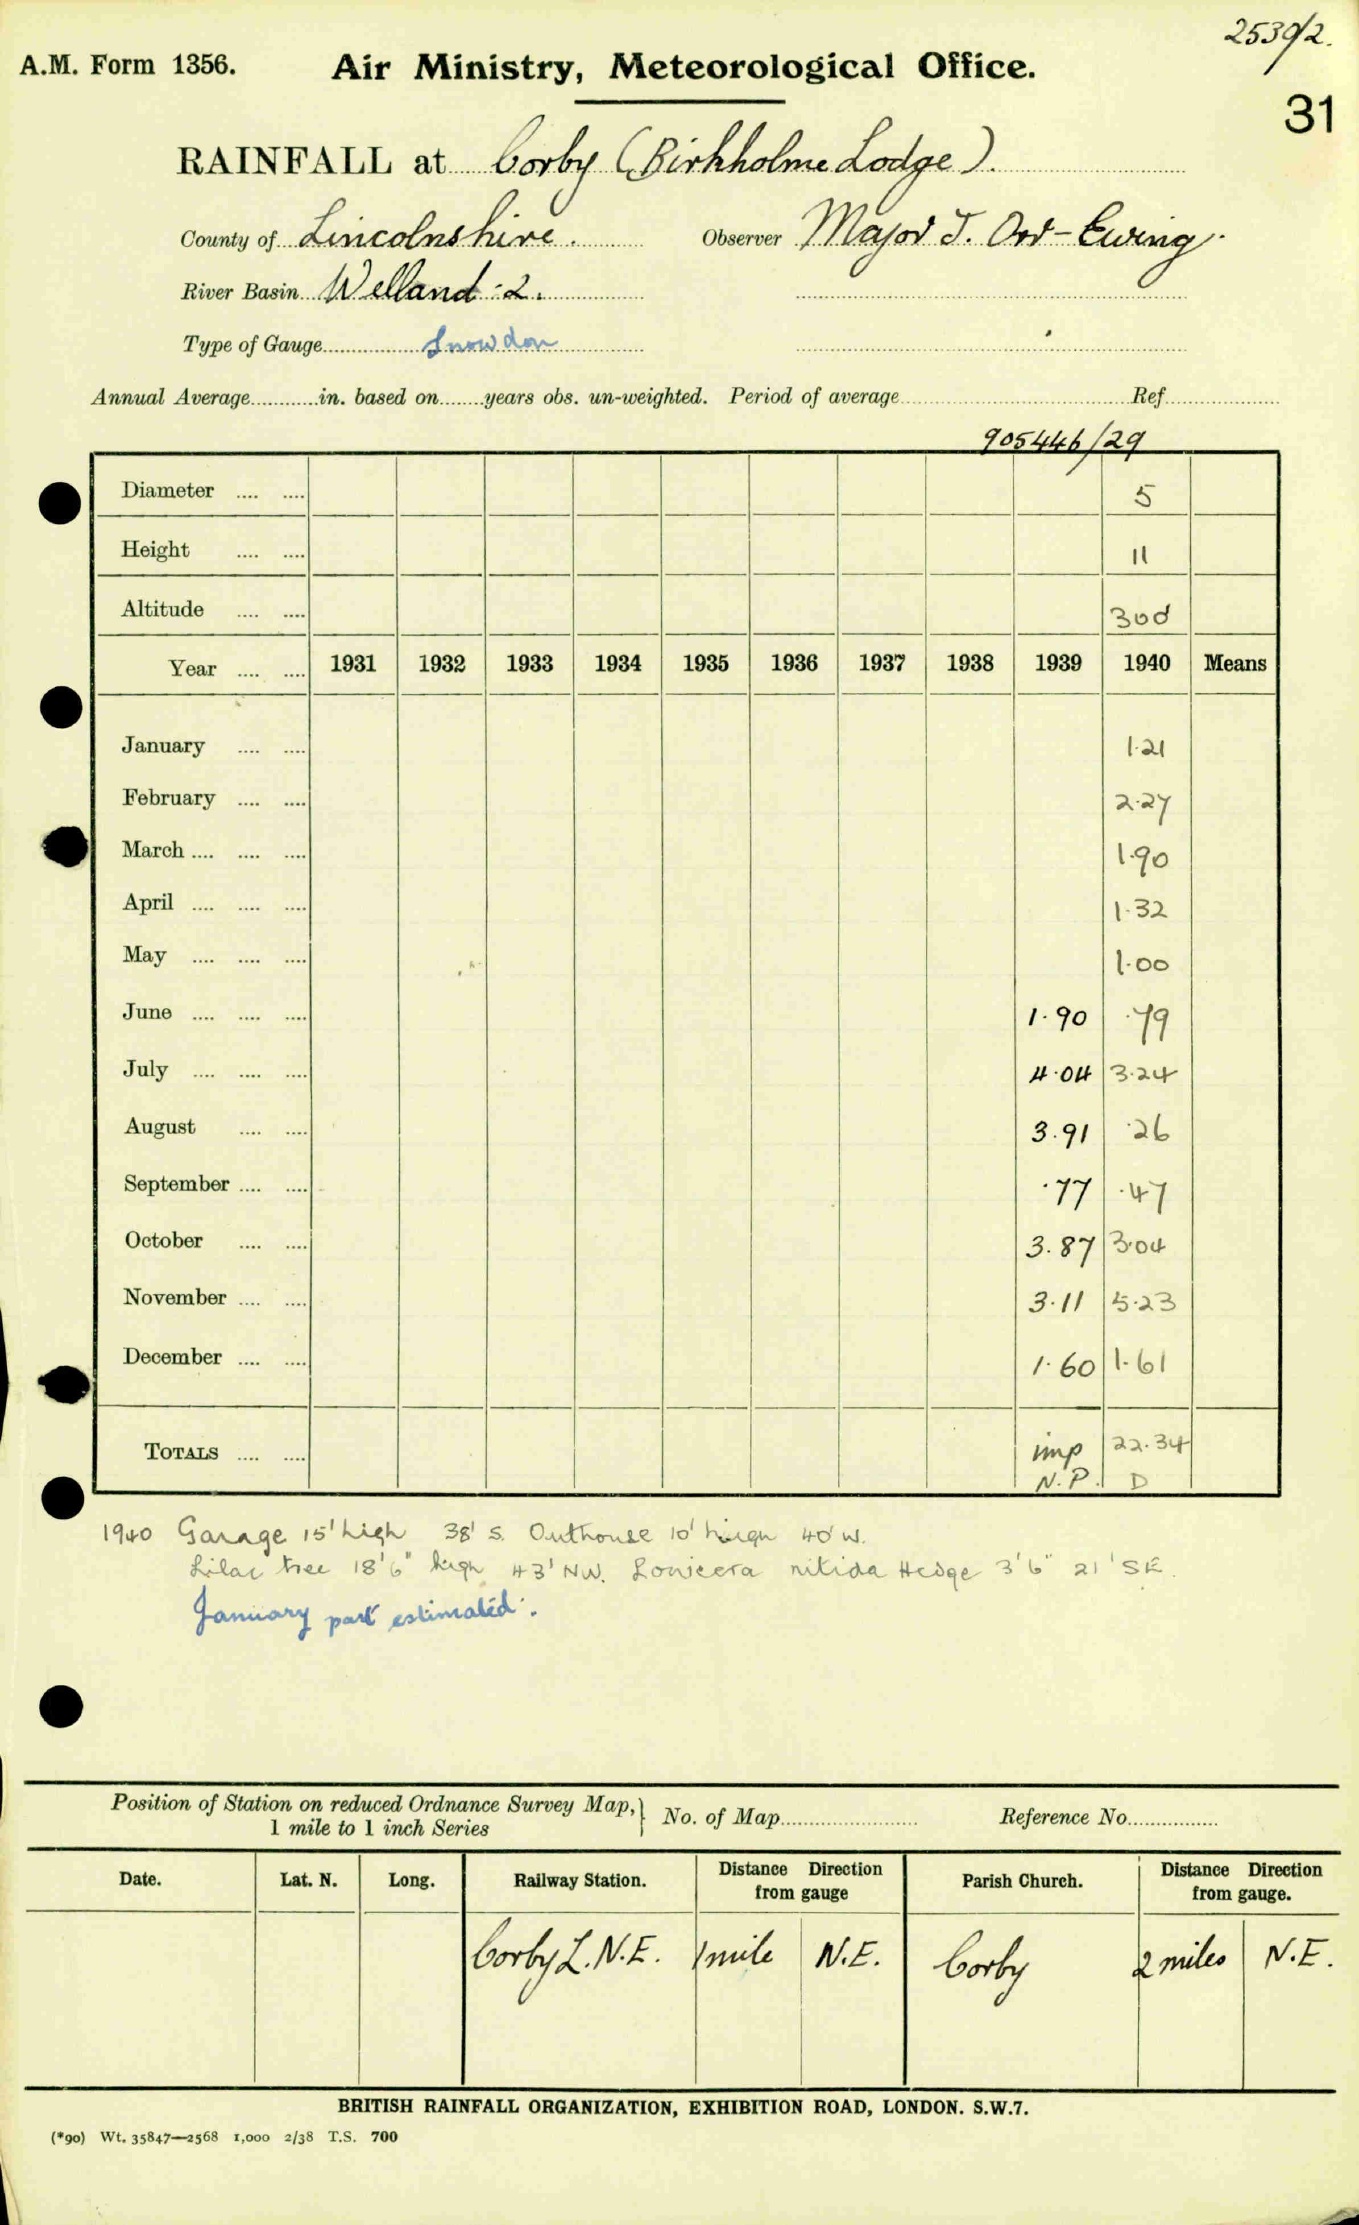 2539/2.
A.M. Form 1356. Air Ministry, Meteorological Office.
31
RAINFALL at Corby (Birkholme Lodge).
County of Lincolnshire. Observer Major J. Orr-Ewing.
River Basin Welland - 2.
Type of Gauge Snowdon
Annual Average in. based on years obs. un-weighted. Period of average Ref
905446/29
Diameter .... .... 5
Height .... .... 11
Altitude .... .... 300
Year .... .... 1931 1932 1933 1934 1935 1936 1937 1938 1939 1940 Means
January .... .... 1.21
February .... .... 2.27
March .... .... .... 1.90
April .... .... .... 1.32
May .... .... .... 1.00
June .... .... .... 1.90 .79
July .... .... .... 4.04 3.24
August .... .... 3.91 .26
September .... .... .77 .47
October .... .... 3.87 3.04
November .... .... 3.11 5.23
December .... .... 1.60 1.61
TOTALS .... .... imp 22.34
N.P. D
1940 Garage 15' high 38' S. Outhouse 10' high 40' W.
Lilac tree 18'6" high 43' NW. Lonicera nitida Hedge 3'6" 21' SE.
January part estimated.
Position of Station on reduced Ordnance Survey Map, } No. of Map Reference No.
1 mile to 1 inch Series
Date. Lat. N. Long. Railway Station. Distance Direction from gauge Parish Church. Distance Direction from gauge.
Corby L.N.E. 1 mile N.E. Corby 2 miles N.E.
BRITISH RAINFALL ORGANIZATION, EXHIBITION ROAD, LONDON. S.W.7.
(*90) Wt. 35847—2568 1,000 2/38 T.S. 700